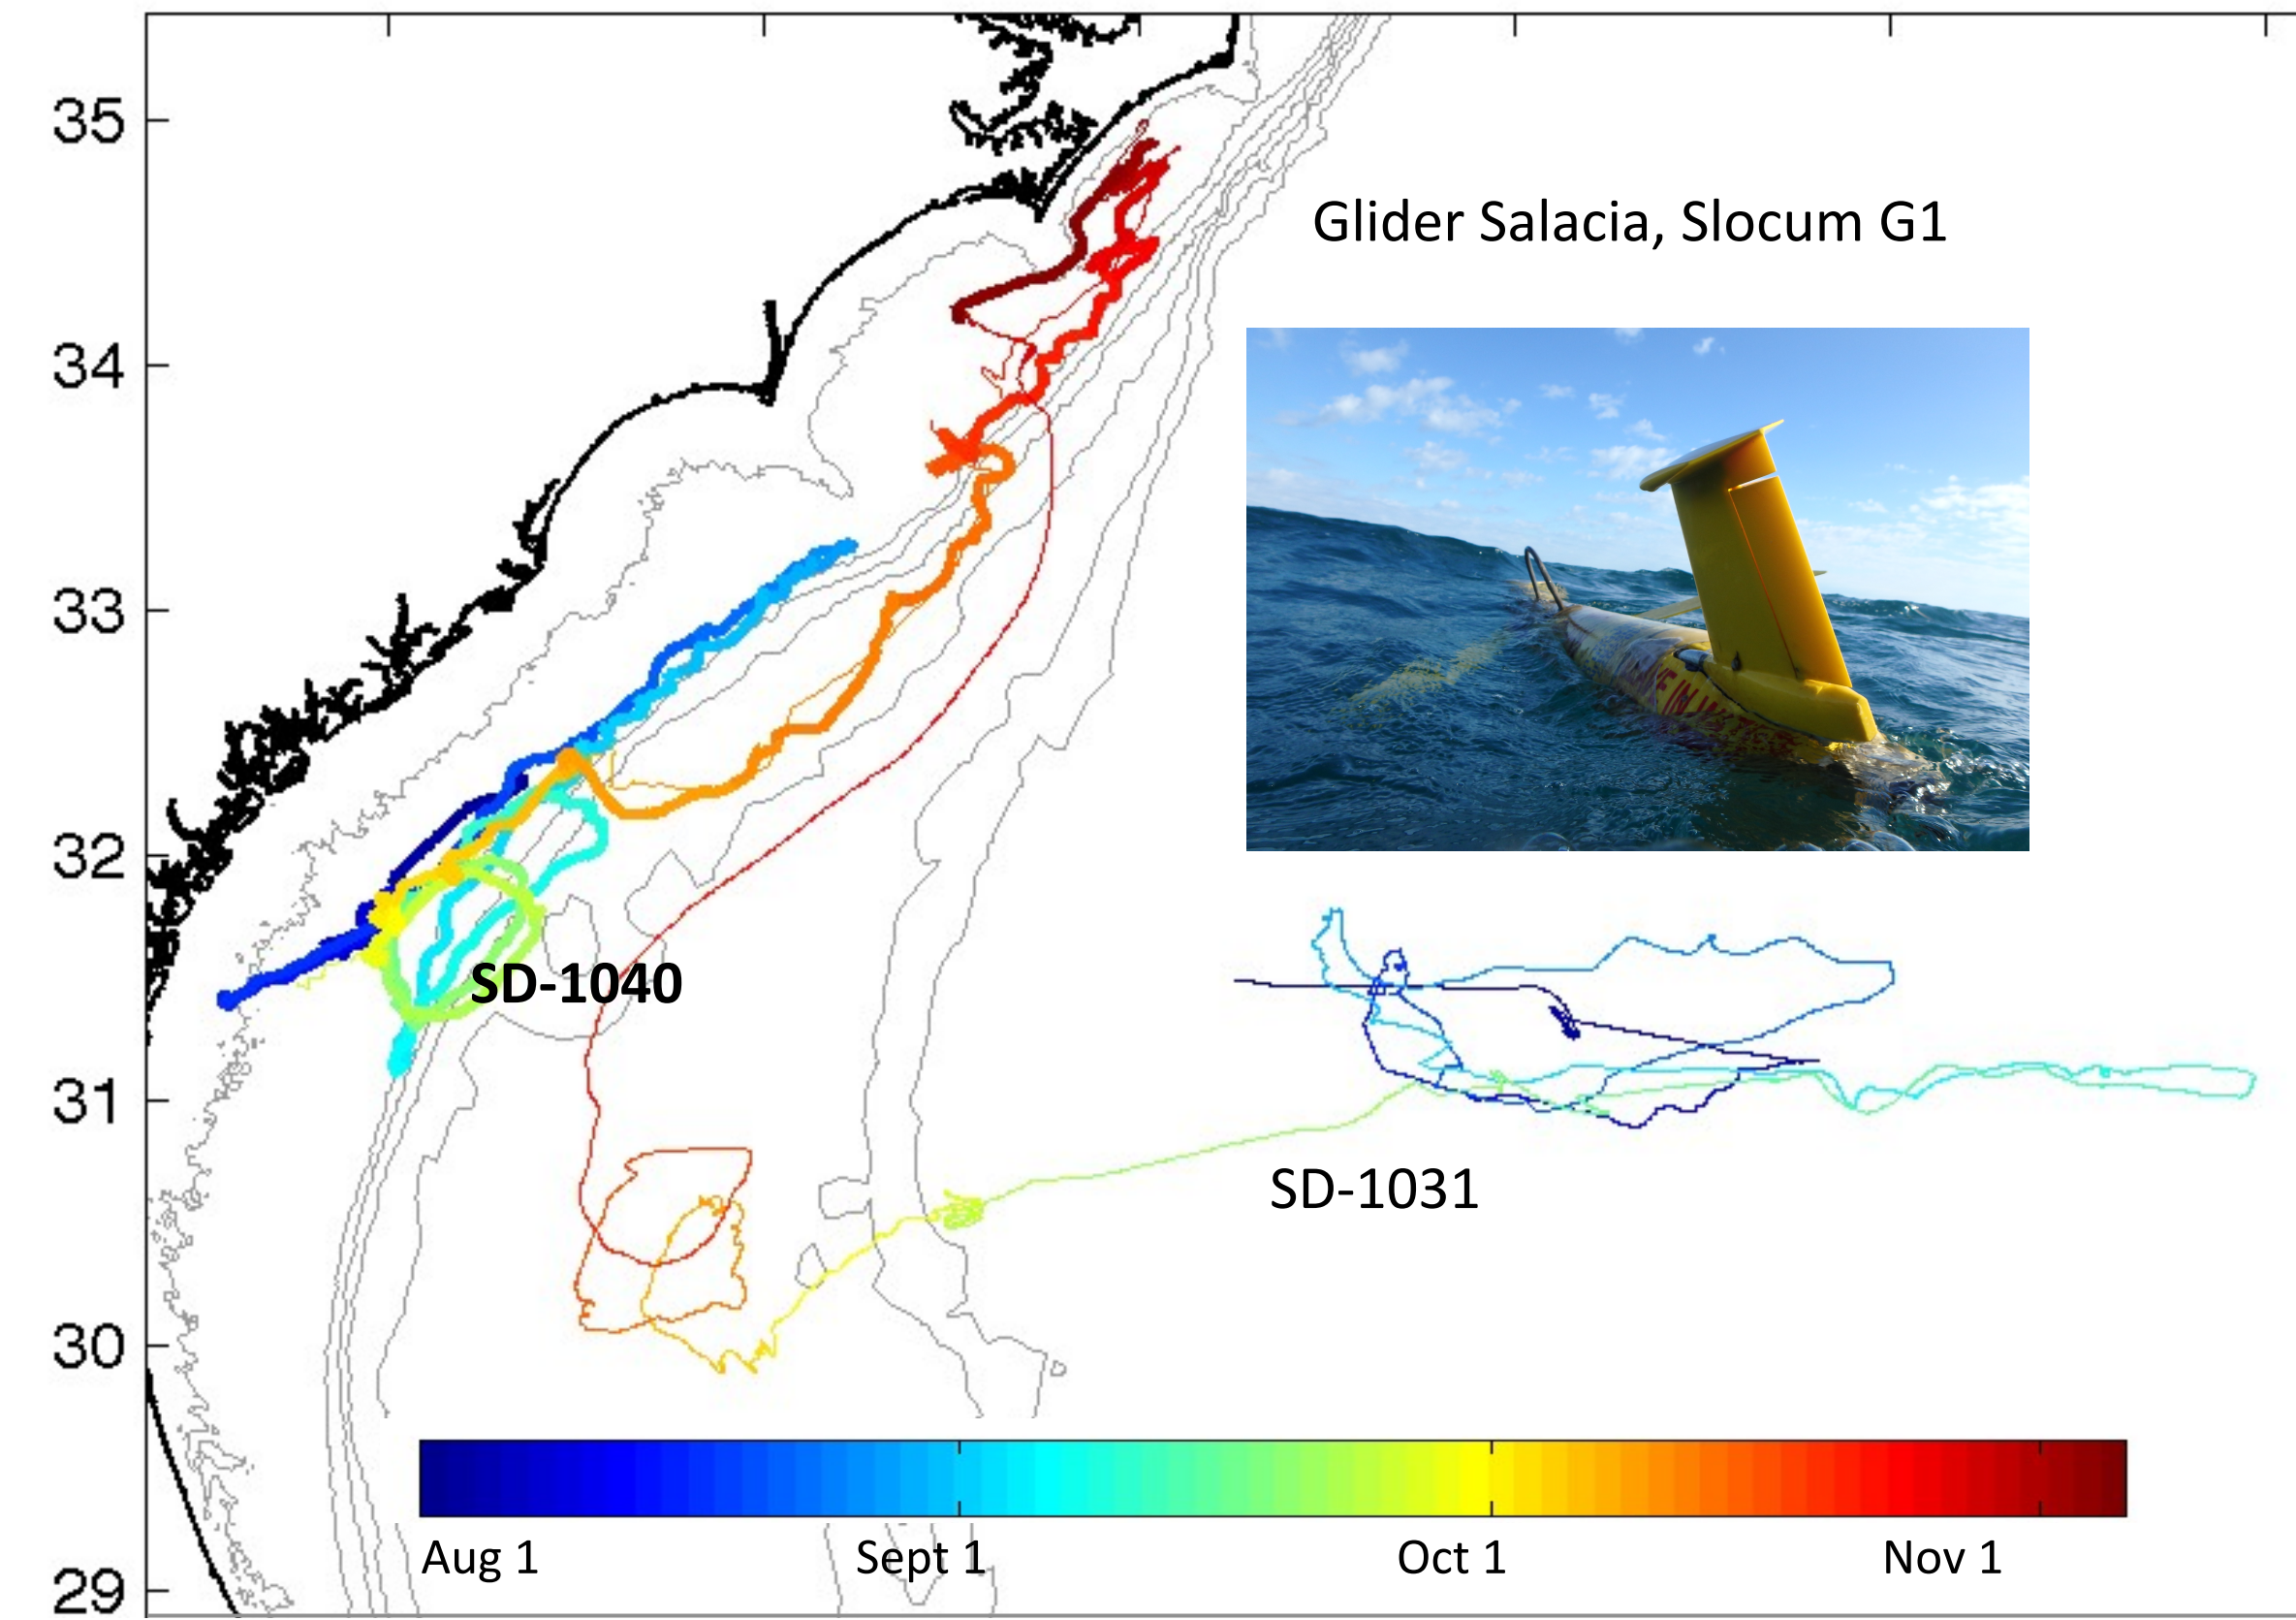 35
Glider Salacia, Slocum G1
34
33
32
SD-1040
31
SD-1031
30
Aug 1 Sept 1 Oct 1 Nov 1
29